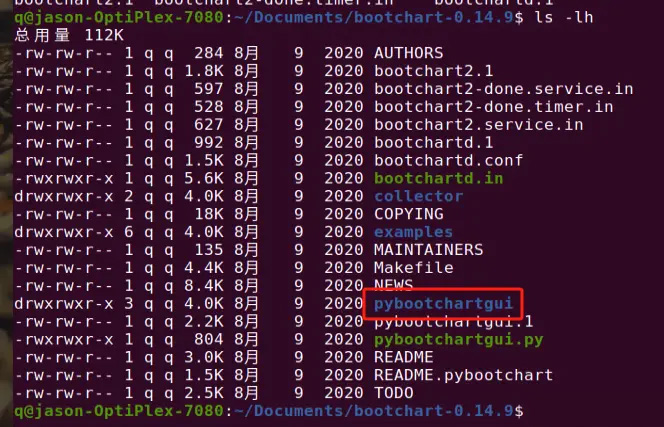 bootchart2.1 bootchart2-done.timer.in bootchartd.1
q@jason-OptiPlex-7080:~/Documents/bootchart-0.14.9$ ls -lh
总用量 112K
-rw-rw-r-- 1 q q 284 8月 9 2020 AUTHORS
-rw-rw-r-- 1 q q 1.8K 8月 9 2020 bootchart2.1
-rw-rw-r-- 1 q q 597 8月 9 2020 bootchart2-done.service.in
-rw-rw-r-- 1 q q 528 8月 9 2020 bootchart2-done.timer.in
-rw-rw-r-- 1 q q 627 8月 9 2020 bootchart2.service.in
-rw-rw-r-- 1 q q 992 8月 9 2020 bootchartd.1
-rw-rw-r-- 1 q q 1.5K 8月 9 2020 bootchartd.conf
-rwxrwxr-x 1 q q 5.6K 8月 9 2020 bootchartd.in
drwxrwxr-x 2 q q 4.0K 8月 9 2020 collector
-rw-rw-r-- 1 q q 18K 8月 9 2020 COPYING
drwxrwxr-x 6 q q 4.0K 8月 9 2020 examples
-rw-rw-r-- 1 q q 135 8月 9 2020 MAINTAINERS
-rw-rw-r-- 1 q q 4.4K 8月 9 2020 Makefile
-rw-rw-r-- 1 q q 8.4K 8月 9 2020 NEWS
drwxrwxr-x 3 q q 4.0K 8月 9 2020 pybootchartgui
-rw-rw-r-- 1 q q 2.2K 8月 9 2020 pybootchartgui.1
-rwxrwxr-x 1 q q 804 8月 9 2020 pybootchartgui.py
-rw-rw-r-- 1 q q 3.0K 8月 9 2020 README
-rw-rw-r-- 1 q q 1.5K 8月 9 2020 README.pybootchart
-rw-rw-r-- 1 q q 2.5K 8月 9 2020 TODO
q@jason-OptiPlex-7080:~/Documents/bootchart-0.14.9$